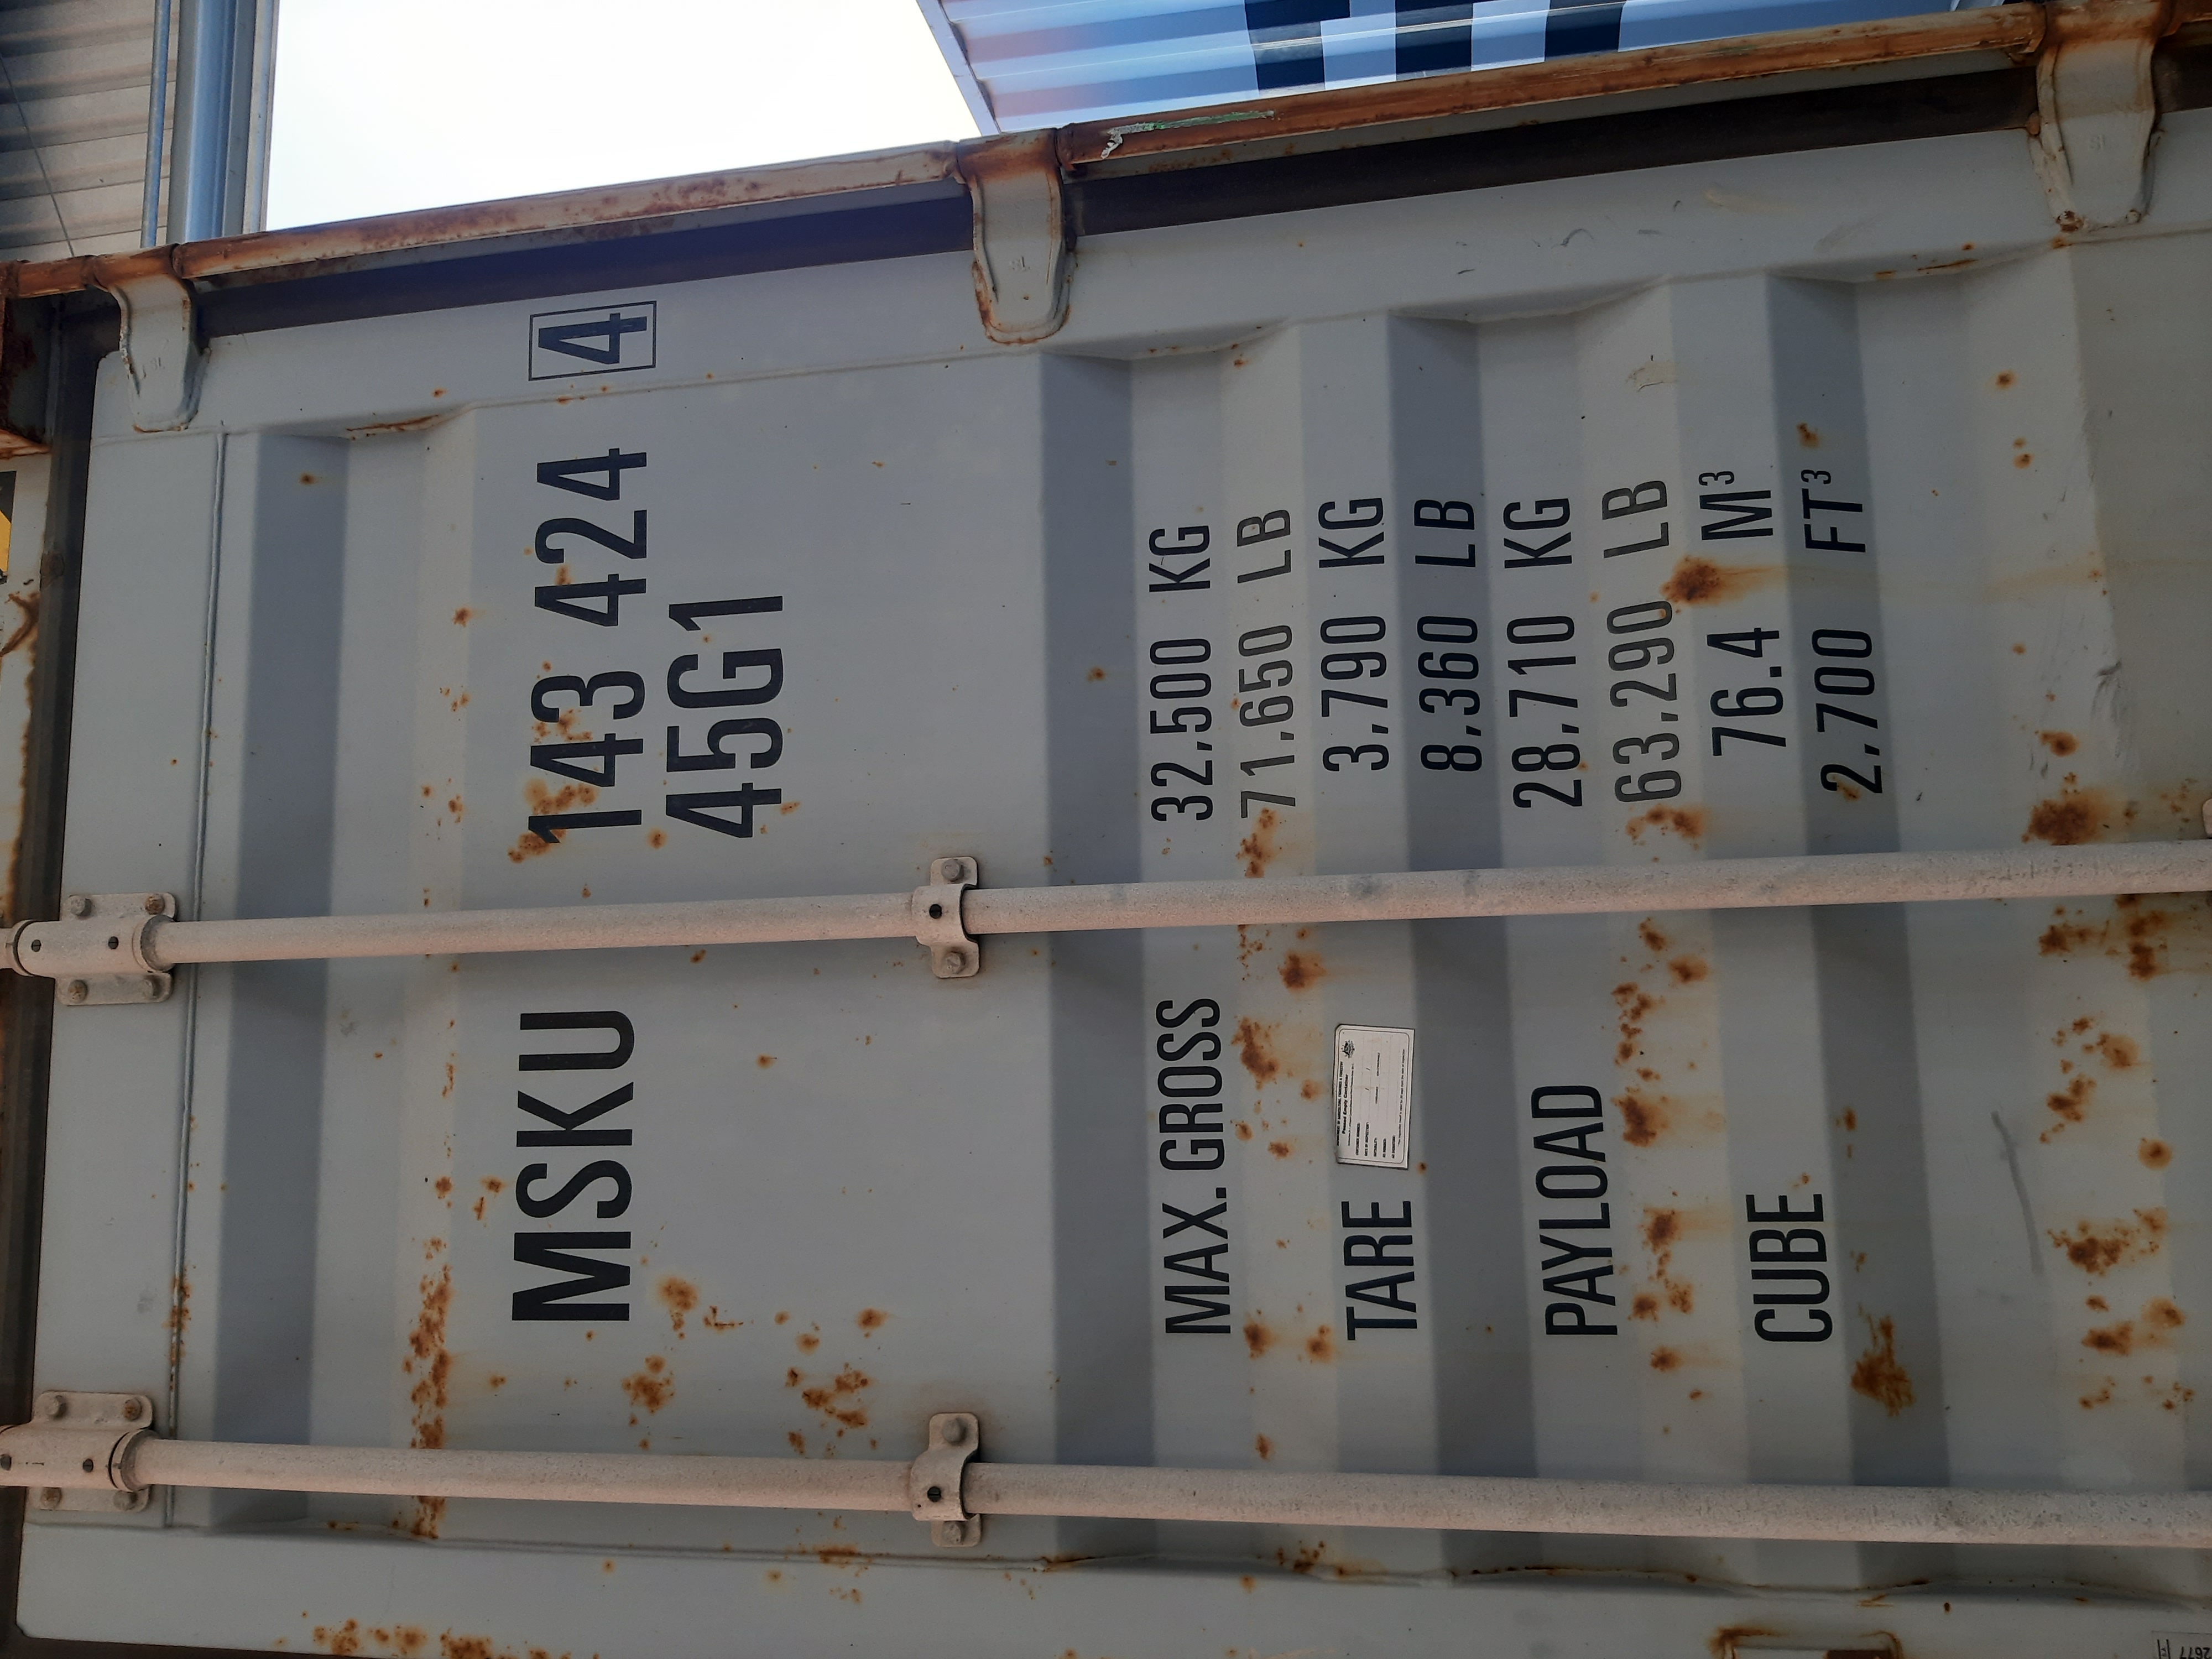 MSKU 143 424 4
45G1
MAX. GROSS 32.500 KG
71.650 LB
TARE 3.790 KG
8.360 LB
PAYLOAD 28.710 KG
63.290 LB
CUBE 76.4 M³
2.700 FT³